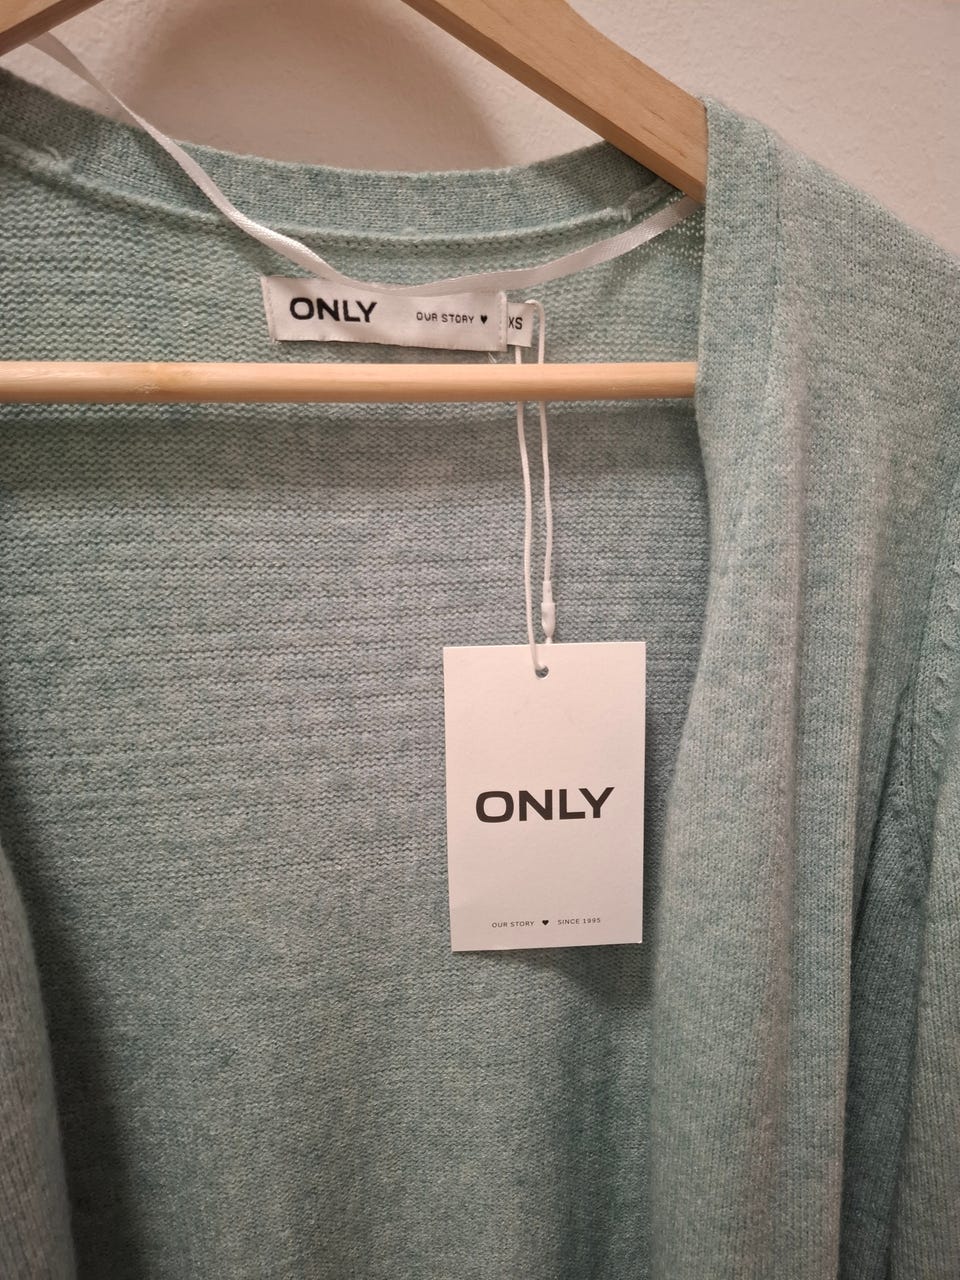 ONLY OUR STORY ♥ XS
ONLY
OUR STORY ♥ SINCE 1995